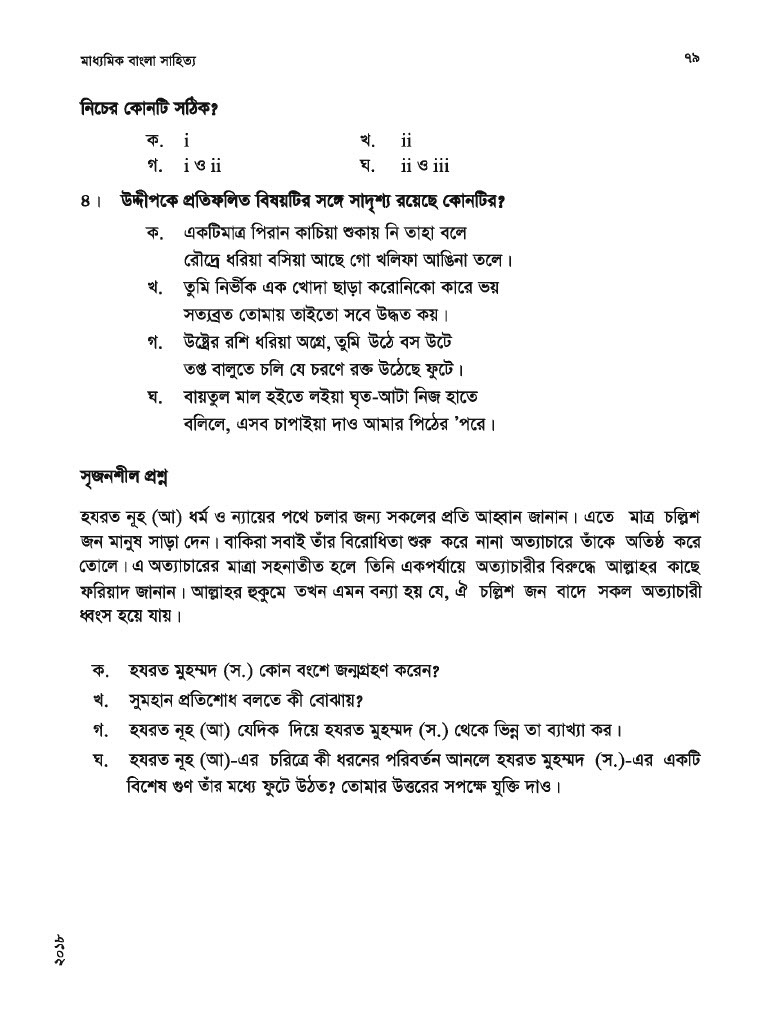 মাধ্যমিক বাংলা সাহিত্য ৭৯
নিচের কোনটি সঠিক?
ক. i খ. ii
গ. i ও ii ঘ. ii ও iii
৪। উদ্দীপকে প্রতিফলিত বিষয়টির সঙ্গে সাদৃশ্য রয়েছে কোনটির?
ক. একটিমাত্র পিরান কাচিয়া শুকায় নি তাহা বলে
রৌদ্রে ধরিয়া বসিয়া আছে গো খলিফা আঙিনা তলে।
খ. তুমি নির্ভীক এক খোদা ছাড়া করোনিকো কারে ভয়
সত্যব্রত তোমায় তাইতো সবে উদ্ধত কয়।
গ. উষ্ট্রের রশি ধরিয়া অগ্রে, তুমি উঠে বস উটে
তপ্ত বালুতে চলি যে চরণে রক্ত উঠেছে ফুটে।
ঘ. বায়তুল মাল হইতে লইয়া ঘৃত-আটা নিজ হাতে
বলিলে, এসব চাপাইয়া দাও আমার পিঠের ’পরে।
সৃজনশীল প্রশ্ন
হযরত নূহ (আ) ধর্ম ও ন্যায়ের পথে চলার জন্য সকলের প্রতি আহ্বান জানান। এতে মাত্র চল্লিশ
জন মানুষ সাড়া দেন। বাকিরা সবাই তাঁর বিরোধিতা শুরু করে নানা অত্যাচারে তাঁকে অতিষ্ঠ করে
তোলে। এ অত্যাচারের মাত্রা সহনাতীত হলে তিনি একপর্যায়ে অত্যাচারীর বিরুদ্ধে আল্লাহর কাছে
ফরিয়াদ জানান। আল্লাহর হুকুমে তখন এমন বন্যা হয় যে, ঐ চল্লিশ জন বাদে সকল অত্যাচারী
ধ্বংস হয়ে যায়।
ক. হযরত মুহম্মদ (স.) কোন বংশে জন্মগ্রহণ করেন?
খ. সুমহান প্রতিশোধ বলতে কী বোঝায়?
গ. হযরত নূহ (আ) যেদিক দিয়ে হযরত মুহম্মদ (স.) থেকে ভিন্ন তা ব্যাখ্যা কর।
ঘ. হযরত নূহ (আ)-এর চরিত্রে কী ধরনের পরিবর্তন আনলে হযরত মুহম্মদ (স.)-এর একটি
বিশেষ গুণ তাঁর মধ্যে ফুটে উঠত? তোমার উত্তরের সপক্ষে যুক্তি দাও।
২০১৮